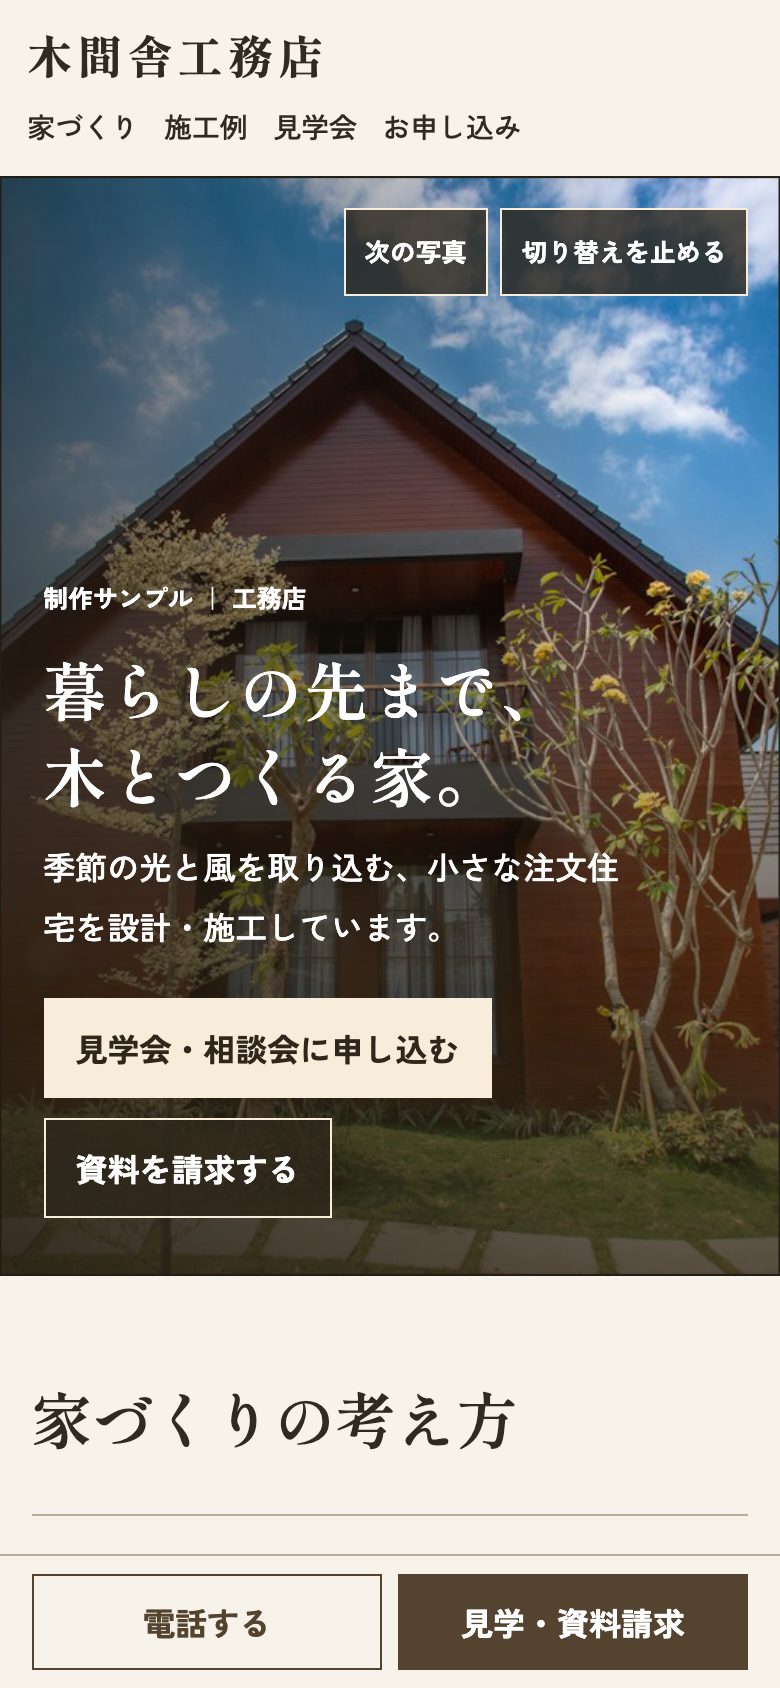 木間舎工務店
家づくり 施工例 見学会 お申し込み
次の写真 切り替えを止める
制作サンプル | 工務店
暮らしの先まで、
木とつくる家。
季節の光と風を取り込む、小さな注文住
宅を設計・施工しています。
見学会・相談会に申し込む
資料を請求する
家づくりの考え方
電話する 見学・資料請求